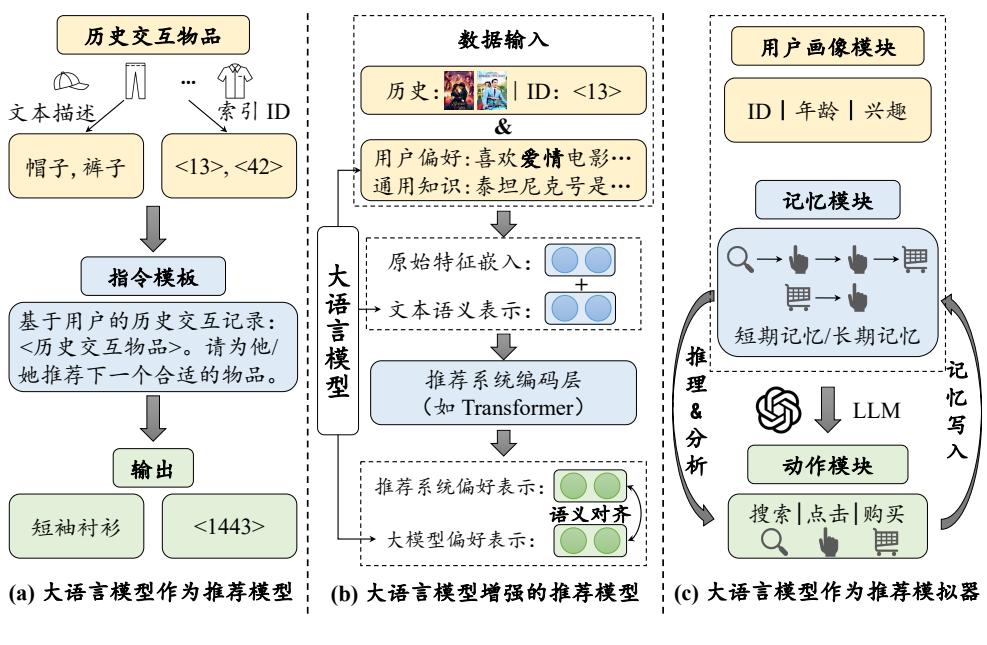 历史交互物品
...
文本描述
索引 ID
帽子, 裤子
<13>, <42>
指令模板
基于用户的历史交互记录:
<历史交互物品>。请为他/
她推荐下一个合适的物品。
输出
短袖衬衫
<1443>
(a) 大语言模型作为推荐模型
数据输入
历史: | ID: <13>
&
用户偏好: 喜欢爱情电影…
通用知识: 泰坦尼克号是…
大语言模型
原始特征嵌入:
+
文本语义表示:
推荐系统编码层
（如 Transformer）
推荐系统偏好表示:
语义对齐
大模型偏好表示:
(b) 大语言模型增强的推荐模型
用户画像模块
ID | 年龄 | 兴趣
记忆模块
短期记忆/长期记忆
推理&分析
LLM
记忆写入
动作模块
搜索|点击|购买
(c) 大语言模型作为推荐模拟器